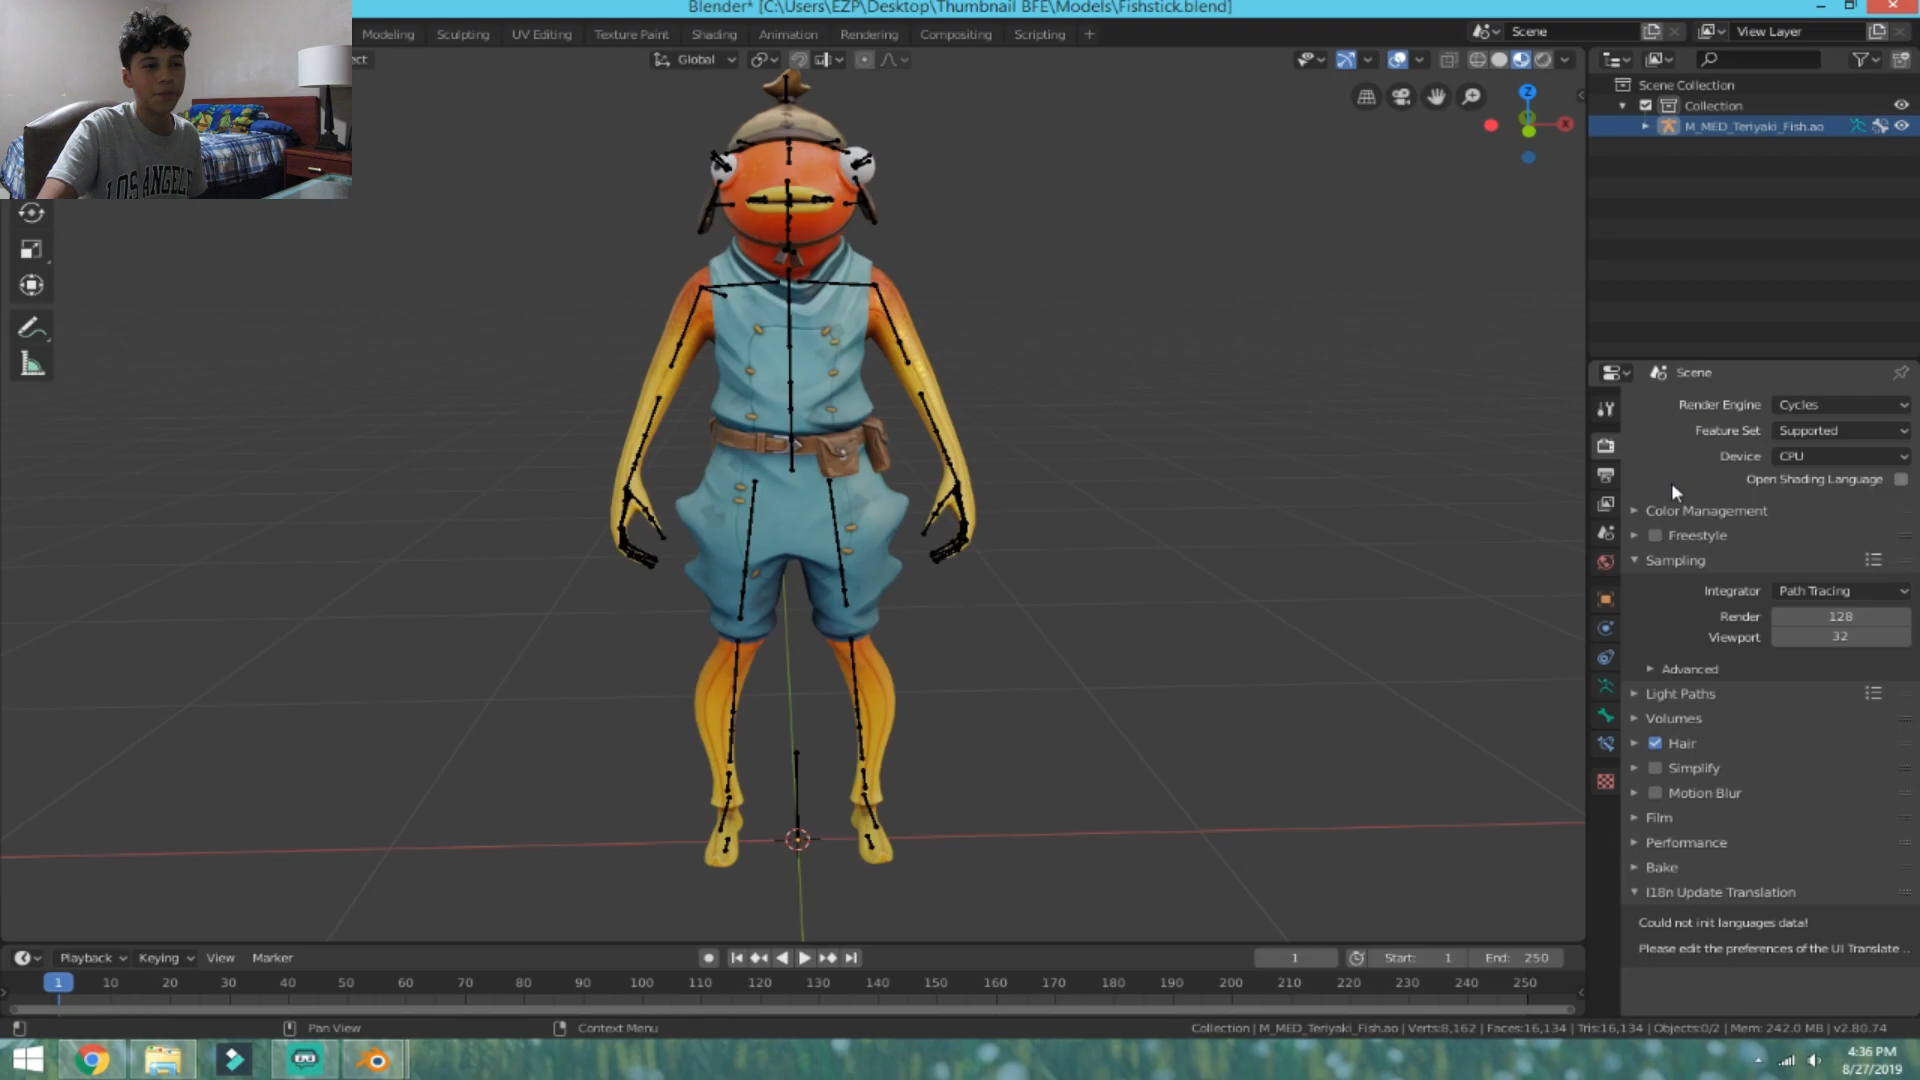 Blender* [C:\Users\EZP\Desktop\Thumbnail BFE\Models\Fishstick.blend]
Modeling Sculpting UV Editing Texture Paint Shading Animation Rendering Compositing Scripting +
Scene
View Layer
ect
Global
LOS ANGELE
Z
X
Scene Collection
Collection
M_MED_Teriyaki_Fish.ao
Scene
Render Engine Cycles
Feature Set Supported
Device CPU
Open Shading Language
Color Management
Freestyle
Sampling
Integrator Path Tracing
Render 128
Viewport 32
Advanced
Light Paths
Volumes
Hair
Simplify
Motion Blur
Film
Performance
Bake
I18n Update Translation
Could not init languages data!
Please edit the preferences of the UI Translate ..
Playback Keying View Marker
1 Start: 1 End: 250
1 10 20 30 40 50 60 70 80 90 100 110 120 130 140 150 160 170 180 190 200 210 220 230 240 250
Pan View
Context Menu
Collection | M_MED_Teriyaki_Fish.ao | Verts:8,162 | Faces:16,134 | Tris:16,134 | Objects:0/2 | Mem: 242.0 MB | v2.80.74
4:36 PM
8/27/2019